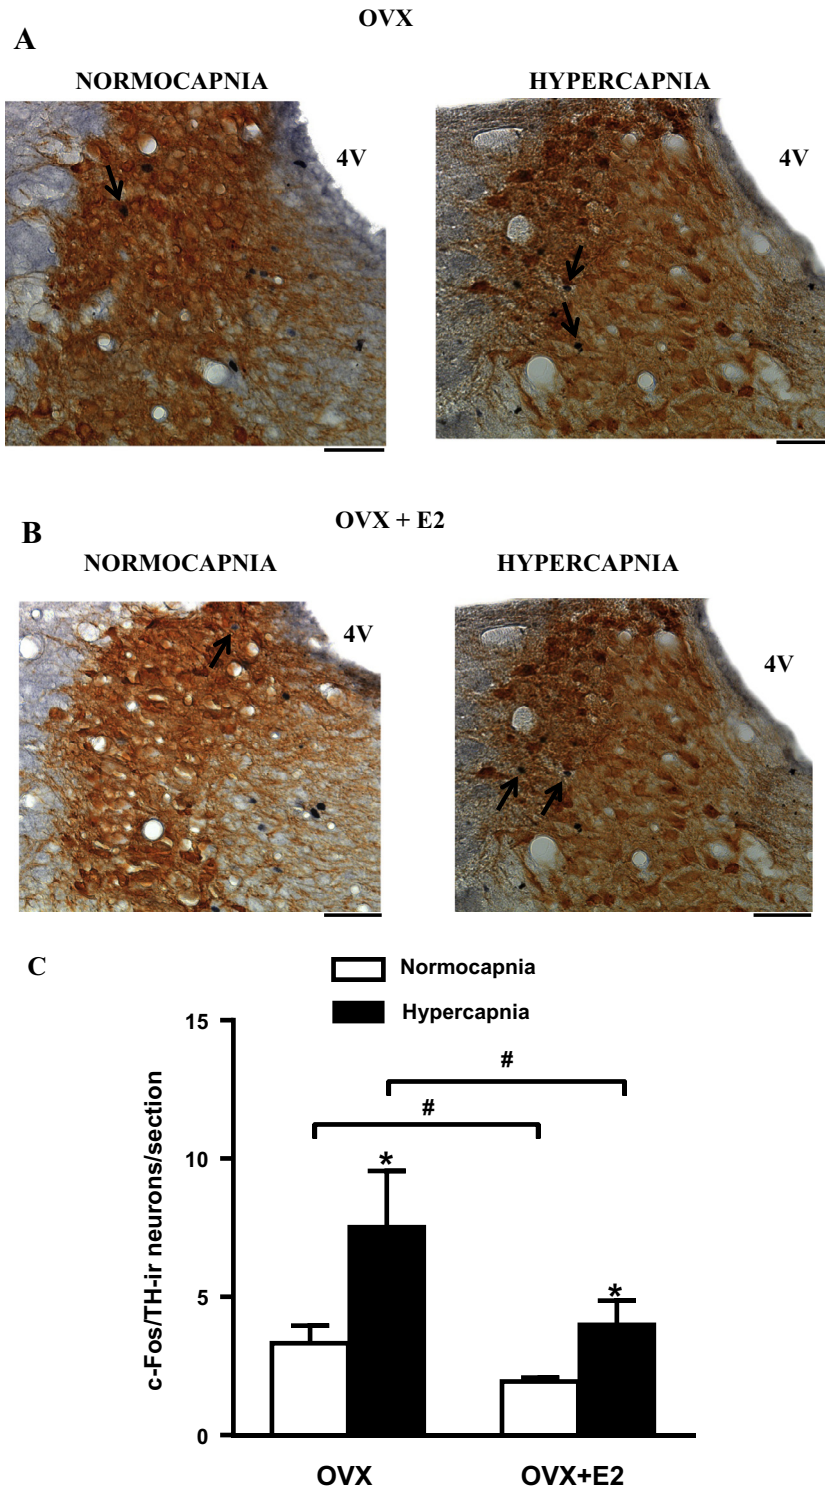 OVX
A
NORMOCAPNIA
HYPERCAPNIA
4V
4V
OVX + E2
B
NORMOCAPNIA
HYPERCAPNIA
4V
4V
C
Normocapnia
Hypercapnia
c-Fos/TH-ir neurons/section
15
10
5
0
#
#
*
*
OVX
OVX+E2